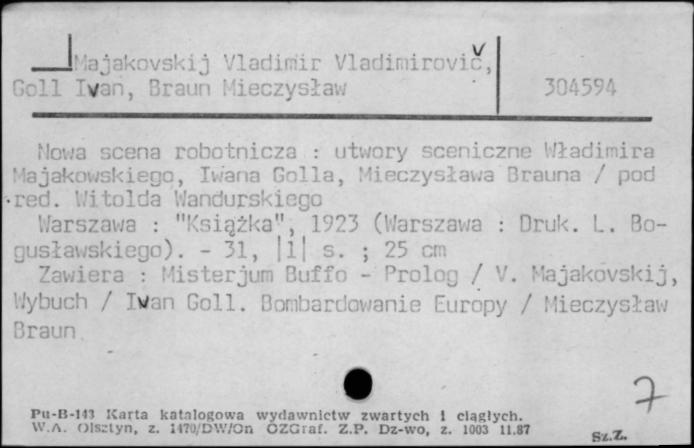 Majakovskij Vladimir Vladimirovič,
Goll Ivan, Braun Mieczysław
304594
Nowa scena robotnicza : utwory sceniczne Władimira
Majakowskiego, Iwana Golla, Mieczysława Brauna / pod
red. Witolda Wandurskiego
Warszawa : "Książka", 1923 (Warszawa : Druk. L. Bo-
gusławskiego). - 31, |1| s. ; 25 cm
Zawiera : Misterjum Buffo - Prolog / V. Majakovskij,
Wybuch / Ivan Goll. Bombardowanie Europy / Mieczysław
Braun
7
Pu-B-143 Karta katalogowa wydawnictw zwartych i ciągłych.
W.A. Olsztyn, z. 1470/DW/On OZGraf. Z.P. Dz-wo, z. 1003 11.87
Sz.Z.